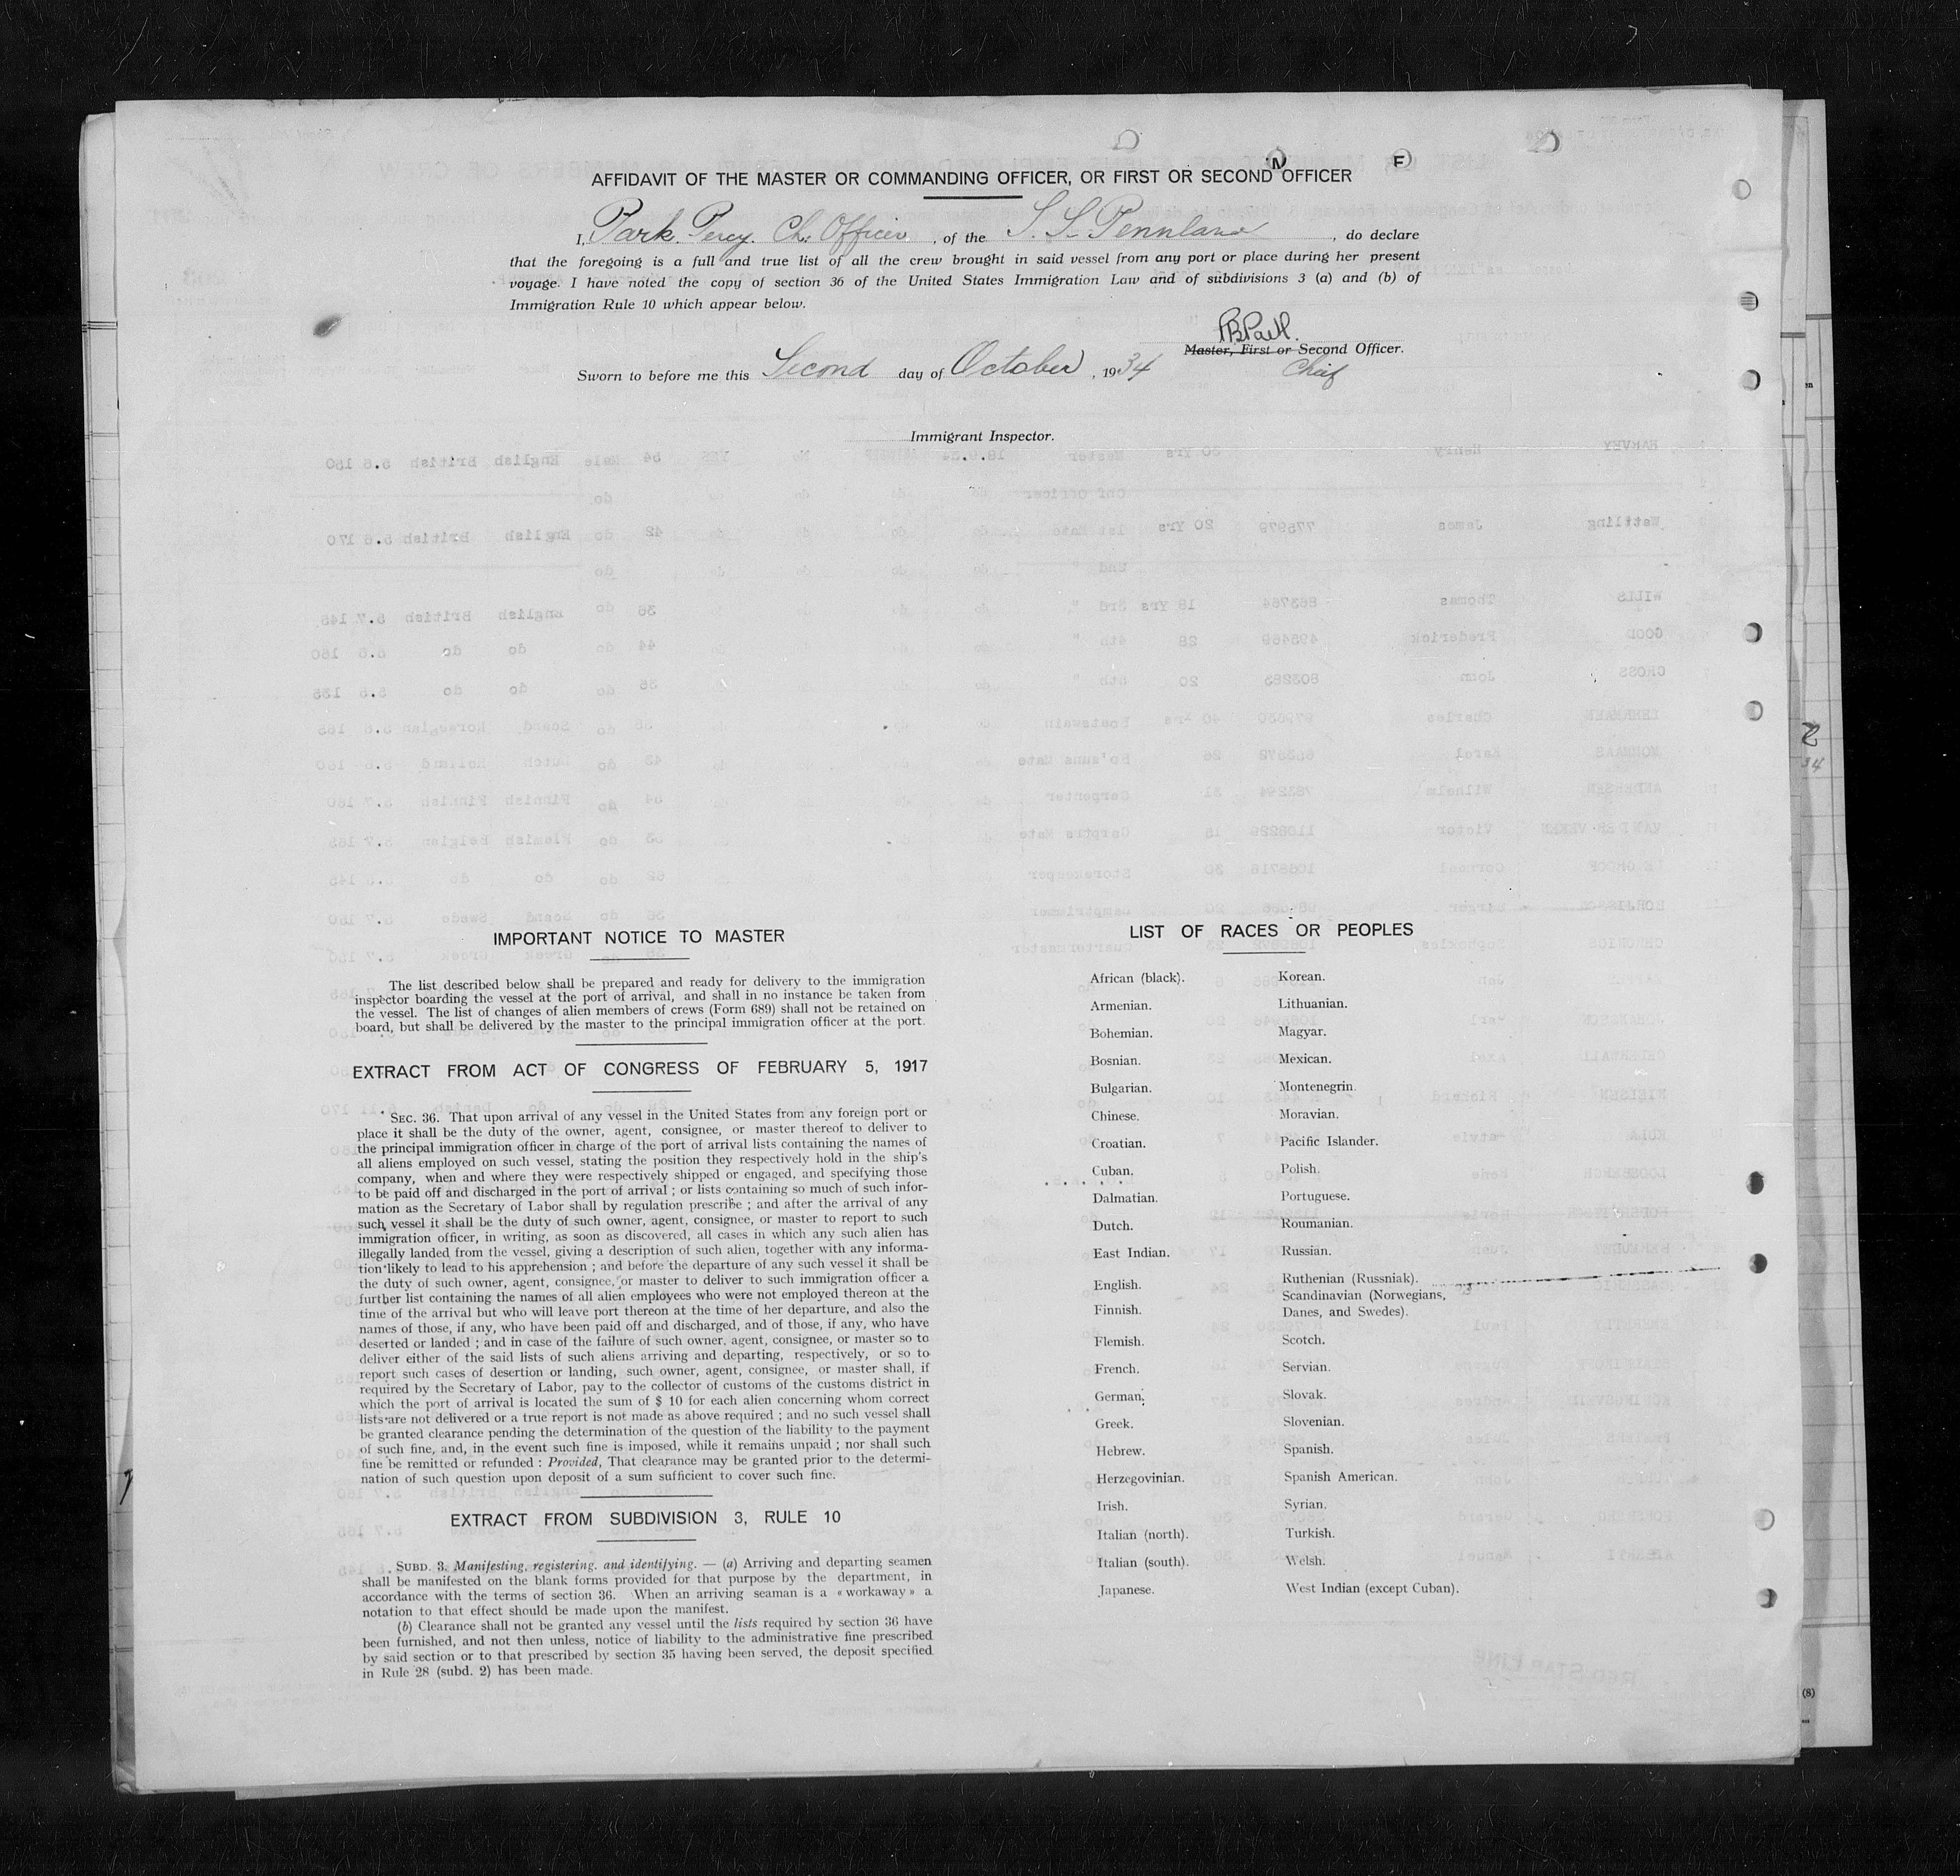 AFFIDAVIT OF THE MASTER OR COMMANDING OFFICER, OR FIRST OR SECOND OFFICER
I, Park. Percy. Ch. Officer , of the S. S. Pennland , do declare
that the foregoing is a full and true list of all the crew brought in said vessel from any port or place during her present
voyage. I have noted the copy of section 36 of the United States Immigration Law and of subdivisions 3 (a) and (b) of
Immigration Rule 10 which appear below.
Master, First or Second Officer.
Chief
Sworn to before me this Second day of October , 1934
Immigrant Inspector.
IMPORTANT NOTICE TO MASTER
The list described below shall be prepared and ready for delivery to the immigration
inspector boarding the vessel at the port of arrival, and shall in no instance be taken from
the vessel. The list of changes of alien members of crews (Form 689) shall not be retained on
board, but shall be delivered by the master to the principal immigration officer at the port.
EXTRACT FROM ACT OF CONGRESS OF FEBRUARY 5, 1917
SEC. 36. That upon arrival of any vessel in the United States from any foreign port or
place it shall be the duty of the owner, agent, consignee, or master thereof to deliver to
the principal immigration officer in charge of the port of arrival lists containing the names of
all aliens employed on such vessel, stating the position they respectively hold in the ship's
company, when and where they were respectively shipped or engaged, and specifying those
to be paid off and discharged in the port of arrival ; or lists containing so much of such infor-
mation as the Secretary of Labor shall by regulation prescribe ; and after the arrival of any
such vessel it shall be the duty of such owner, agent, consignee, or master to report to such
immigration officer, in writing, as soon as discovered, all cases in which any such alien has
illegally landed from the vessel, giving a description of such alien, together with any informa-
tion likely to lead to his apprehension ; and before the departure of any such vessel it shall be
the duty of such owner, agent, consignee, or master to deliver to such immigration officer a
further list containing the names of all alien employees who were not employed thereon at the
time of the arrival but who will leave port thereon at the time of her departure, and also the
names of those, if any, who have been paid off and discharged, and of those, if any, who have
deserted or landed ; and in case of the failure of such owner, agent, consignee, or master so to
deliver either of the said lists of such aliens arriving and departing, respectively, or so to
report such cases of desertion or landing, such owner, agent, consignee, or master shall, if
required by the Secretary of Labor, pay to the collector of customs of the customs district in
which the port of arrival is located the sum of $ 10 for each alien concerning whom correct
lists are not delivered or a true report is not made as above required ; and no such vessel shall
be granted clearance pending the determination of the question of the liability to the payment
of such fine, and, in the event such fine is imposed, while it remains unpaid ; nor shall such
fine be remitted or refunded : Provided, That clearance may be granted prior to the determi-
nation of such question upon deposit of a sum sufficient to cover such fine.
EXTRACT FROM SUBDIVISION 3, RULE 10
SUBD. 3. Manifesting, registering. and identifying. — (a) Arriving and departing seamen
shall be manifested on the blank forms provided for that purpose by the department, in
accordance with the terms of section 36. When an arriving seaman is a « workaway » a
notation to that effect should be made upon the manifest.
(b) Clearance shall not be granted any vessel until the lists required by section 36 have
been furnished, and not then unless, notice of liability to the administrative fine prescribed
by said section or to that prescribed by section 35 having been served, the deposit specified
in Rule 28 (subd. 2) has been made.
LIST OF RACES OR PEOPLES
African (black).
Armenian.
Bohemian.
Bosnian.
Bulgarian.
Chinese.
Croatian.
Cuban.
Dalmatian.
Dutch.
East Indian.
English.
Finnish.
Flemish.
French.
German.
Greek.
Hebrew.
Herzegovinian.
Irish.
Italian (north).
Italian (south).
Japanese.
Korean.
Lithuanian.
Magyar.
Mexican.
Montenegrin.
Moravian.
Pacific Islander.
Polish.
Portuguese.
Roumanian.
Russian.
Ruthenian (Russniak).
Scandinavian (Norwegians,
Danes, and Swedes).
Scotch.
Servian.
Slovak.
Slovenian.
Spanish.
Spanish American.
Syrian.
Turkish.
Welsh.
West Indian (except Cuban).
2
34
(8)